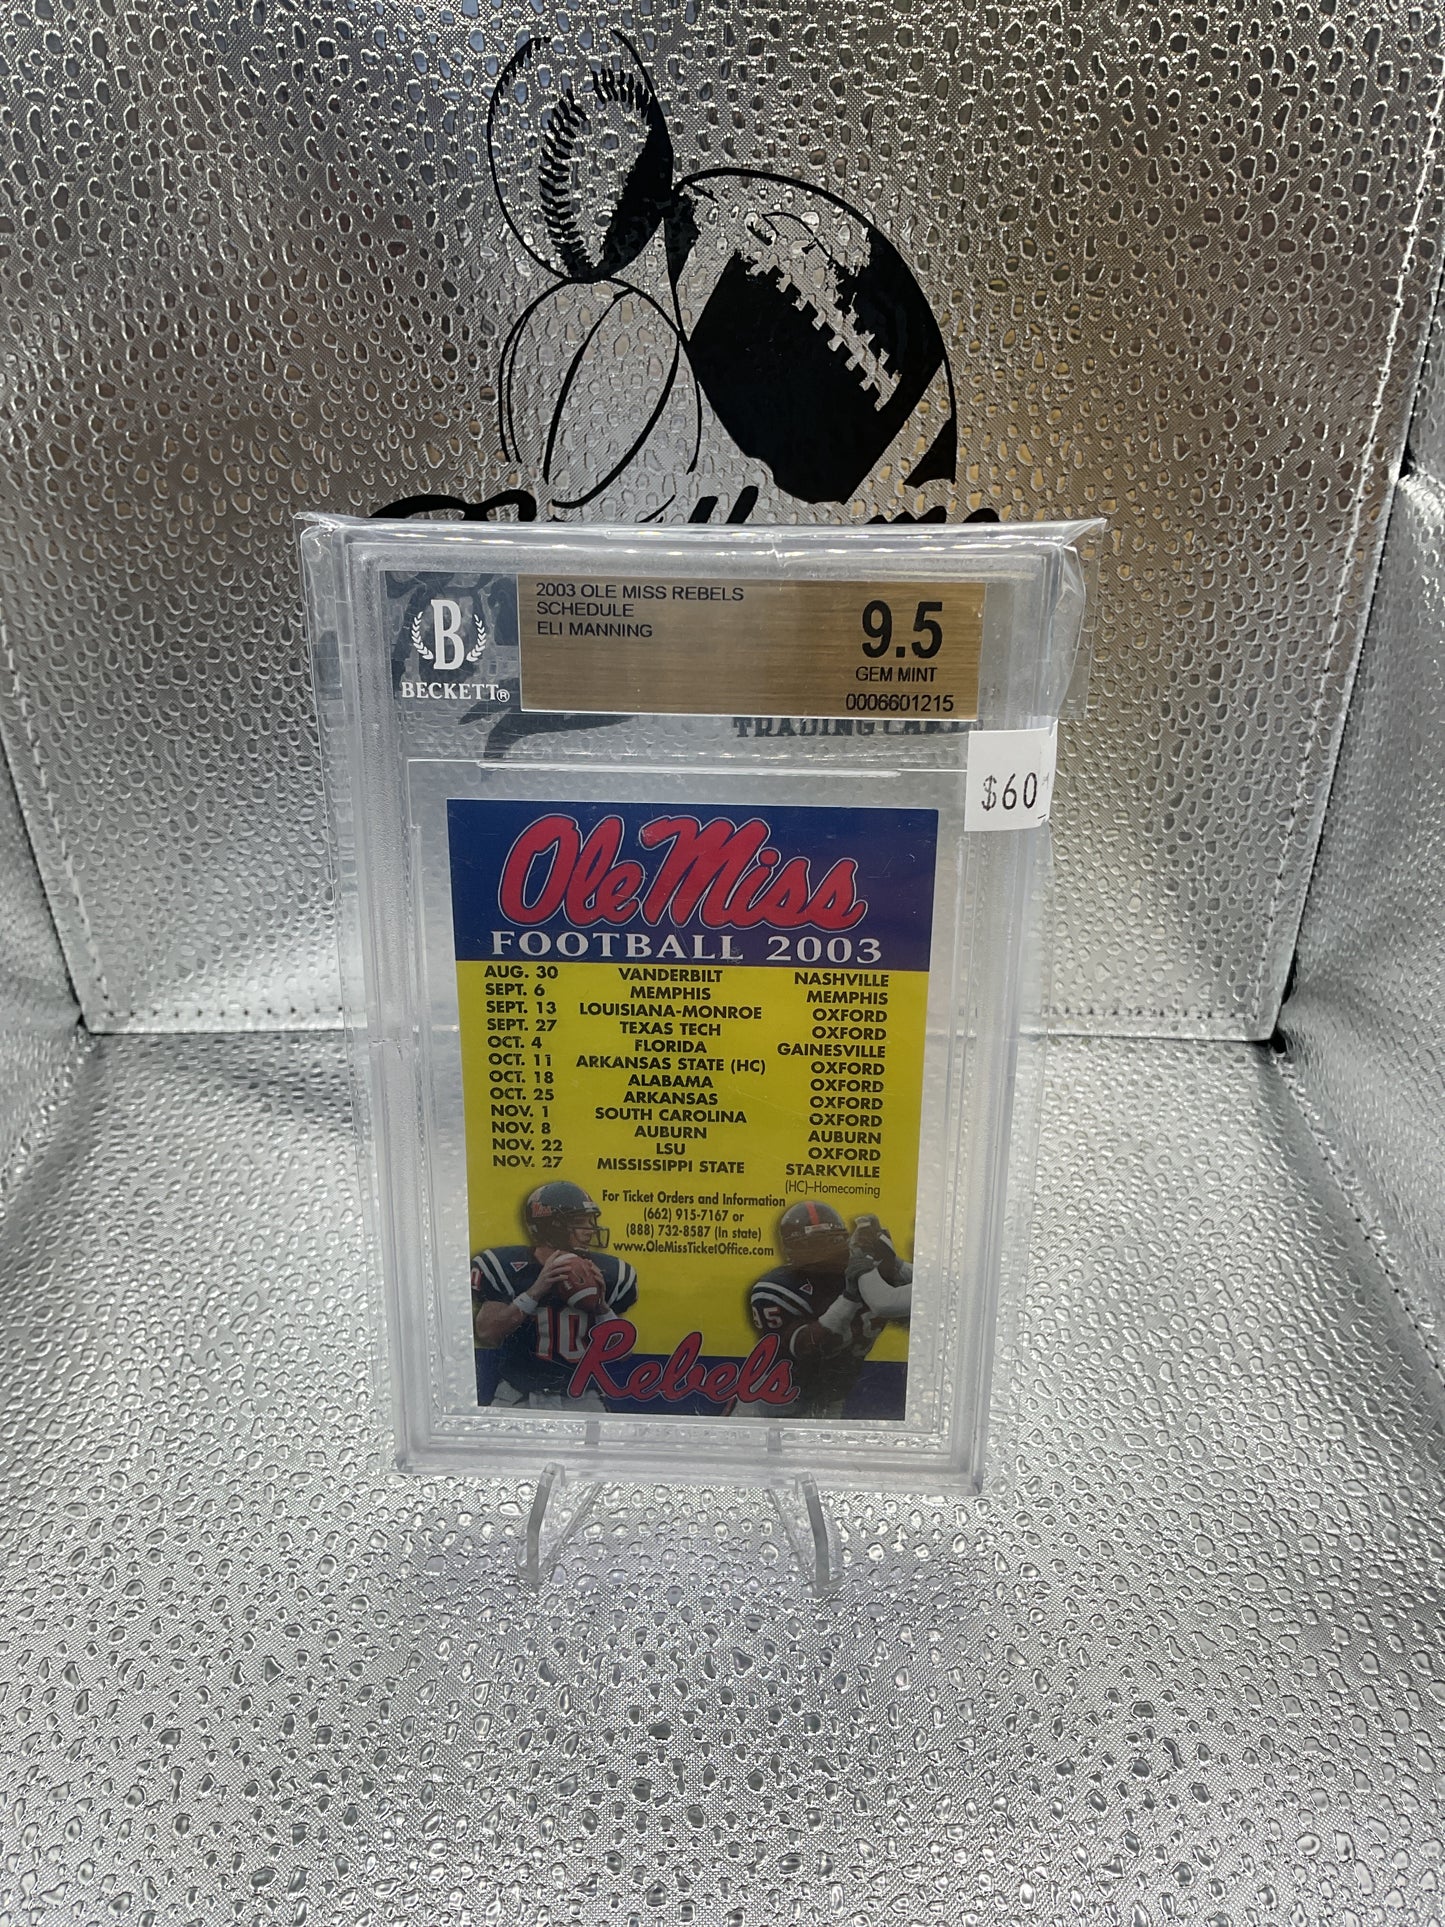 2003 OLE MISS REBELS
SCHEDULE
ELI MANNING
9.5
GEM MINT
0006601215
B
BECKETT®
TRADING
$60
Ole Miss
FOOTBALL 2003
AUG. 30 VANDERBILT NASHVILLE
SEPT. 6 MEMPHIS MEMPHIS
SEPT. 13 LOUISIANA-MONROE OXFORD
SEPT. 27 TEXAS TECH OXFORD
OCT. 4 FLORIDA GAINESVILLE
OCT. 11 ARKANSAS STATE (HC) OXFORD
OCT. 18 ALABAMA OXFORD
OCT. 25 ARKANSAS OXFORD
NOV. 1 SOUTH CAROLINA OXFORD
NOV. 8 AUBURN AUBURN
NOV. 22 LSU OXFORD
NOV. 27 MISSISSIPPI STATE STARKVILLE
(HC)–Homecoming
For Ticket Orders and Information
(662) 915-7167 or
(888) 732-8587 (In state)
www.OleMissTicketOffice.com
10
10
Rebels